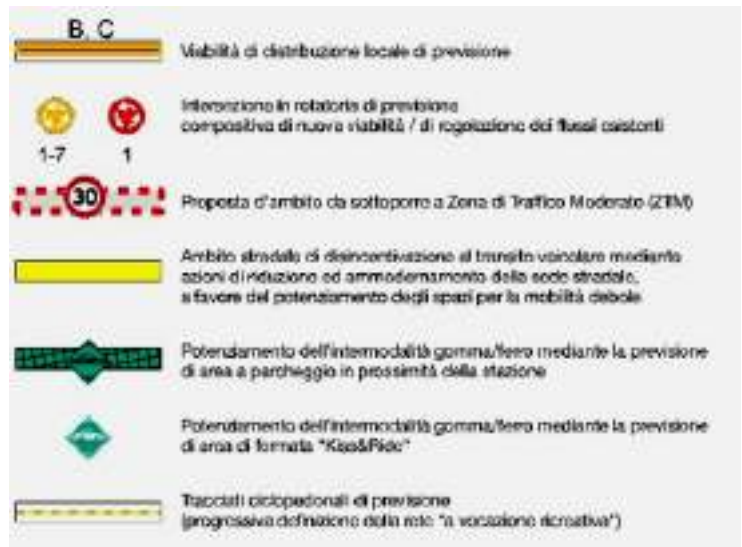 B, C
Viabilità di distribuzione locale di previsione
Intersezione in rotatoria di previsione
compositiva di nuova viabilità / di regolazione dei flussi esistenti
1-7 1
30
Proposta d'ambito da sottoporre a Zona di Traffico Moderato (ZTM)
Ambito stradale di disincentivazione al transito veicolare mediante
azioni di riduzione ed ammodernamento della sede stradale,
a favore del potenziamento degli spazi per la mobilità debole
Potenziamento dell'intermodalità gomma/ferro mediante la previsione
di area a parcheggio in prossimità della stazione
Potenziamento dell'intermodalità gomma/ferro mediante la previsione
di area di fermata "Kiss&Ride"
Tracciati ciclopedonali di previsione
(progressiva definizione della rete "a vocazione ricreativa")